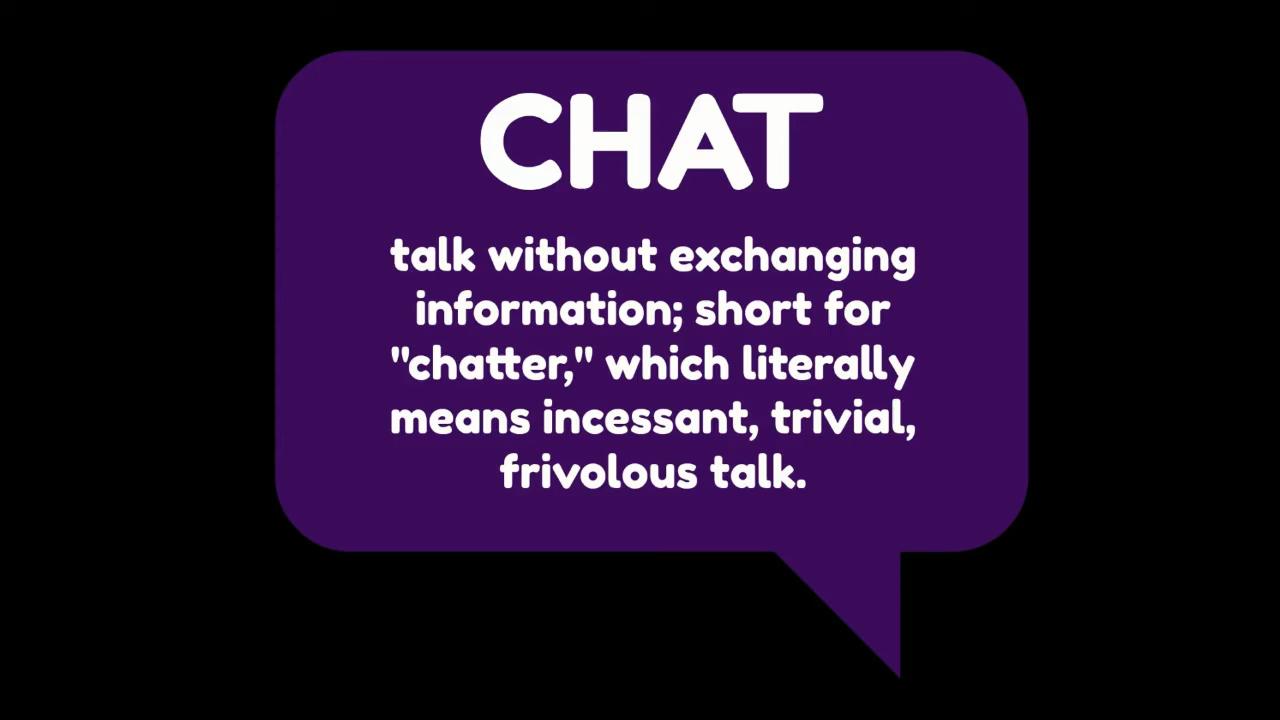 CHAT
talk without exchanging
information; short for
"chatter," which literally
means incessant, trivial,
frivolous talk.